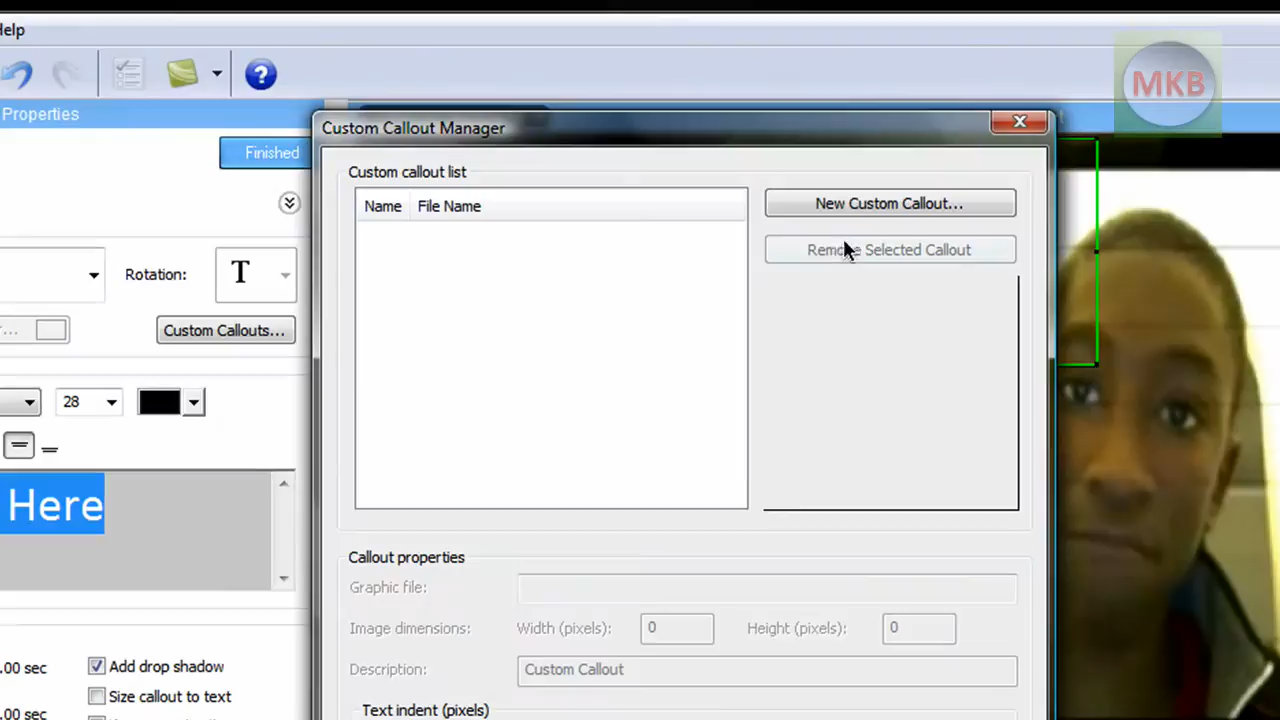 Help
MKB
Properties
Custom Callout Manager
Finished
Custom callout list
Name File Name
New Custom Callout...
Remove Selected Callout
Rotation:
T
Custom Callouts...
28
Here
Callout properties
Graphic file:
Image dimensions: Width (pixels): 0 Height (pixels): 0
Description: Custom Callout
.00 sec
Add drop shadow
Size callout to text
.00 sec
Text indent (pixels)